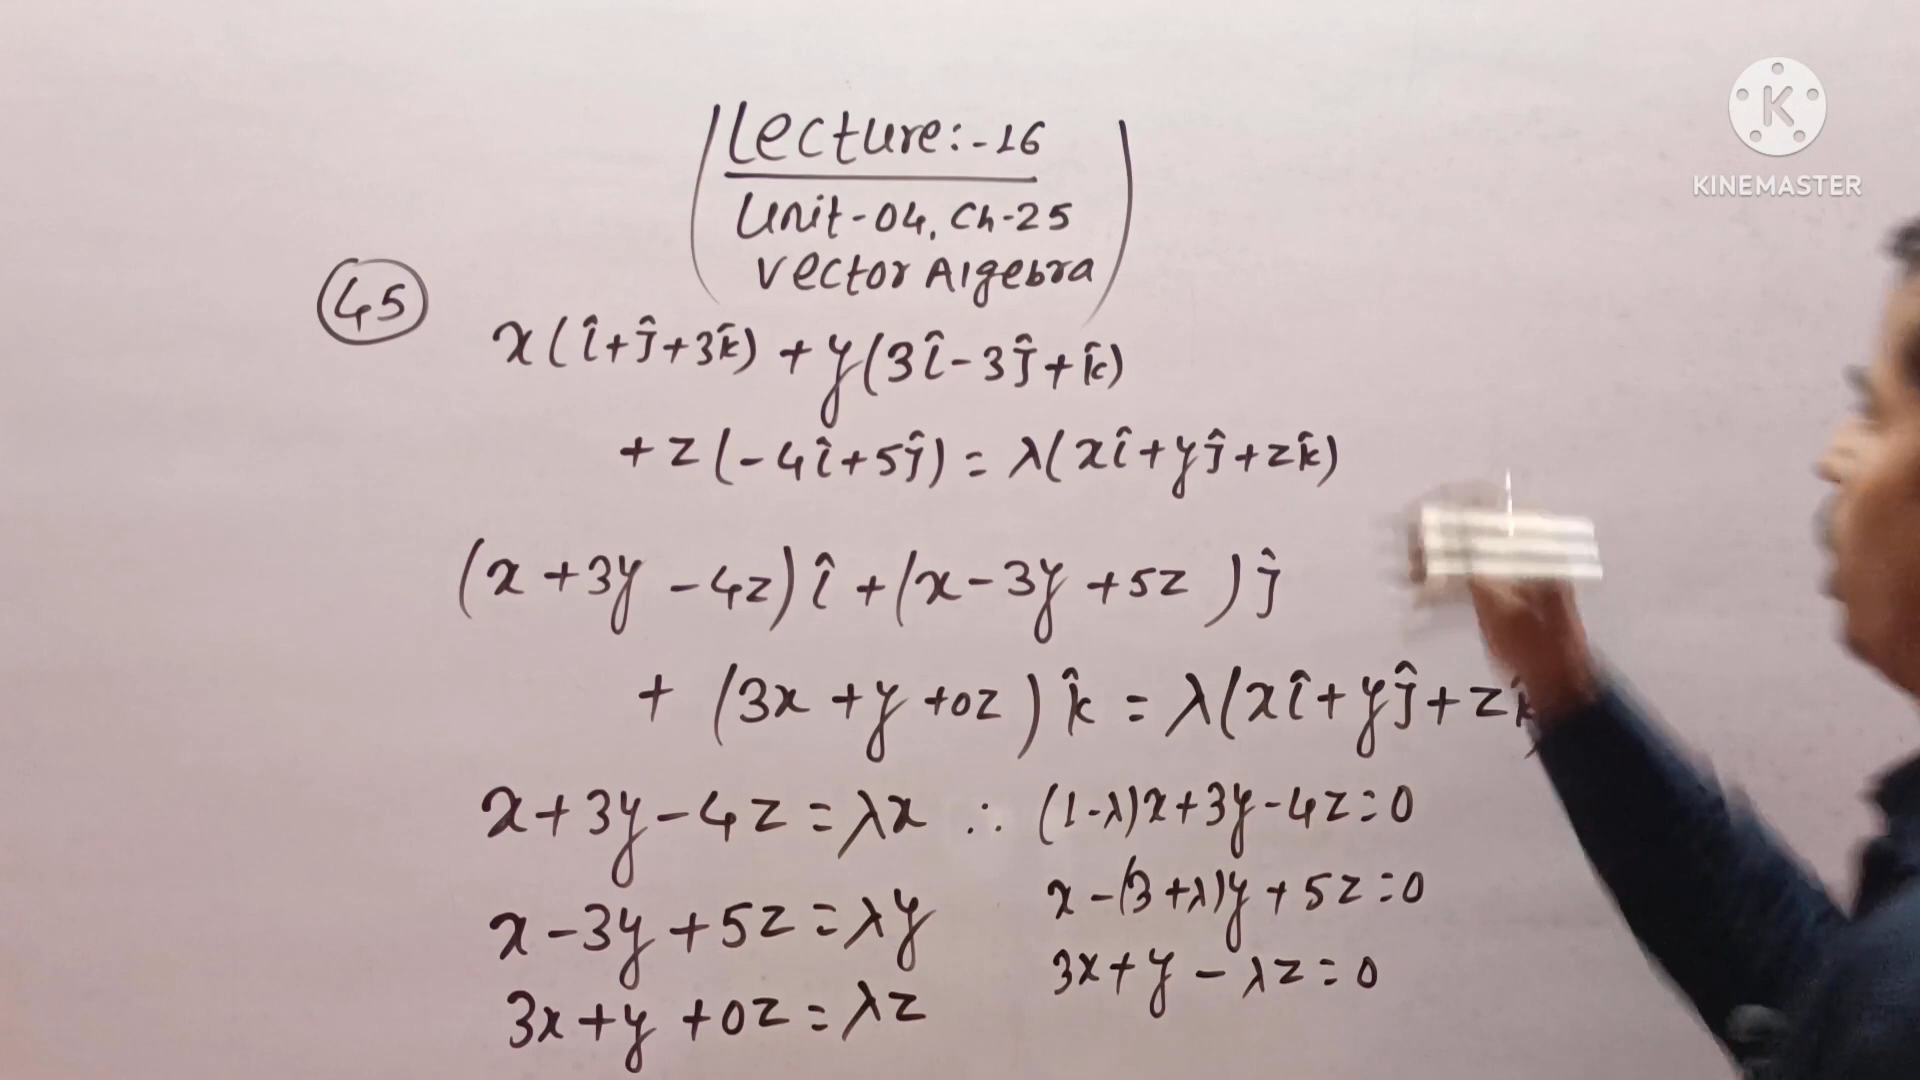 Lecture:-16
Unit-04, Ch-25
Vector Algebra
45
x(î+ĵ+3k̂)+y(3î-3ĵ+k̂)
+z(-4î+5ĵ)=λ(xî+yĵ+zk̂)
(x+3y-4z)î+(x-3y+5z)ĵ
+(3x+y+0z)k̂=λ(xî+yĵ+zk̂
x+3y-4z=λx ∴ (1-λ)x+3y-4z=0
x-3y+5z=λy x-(3+λ)y+5z=0
3x+y+0z=λz 3x+y-λz=0
K
KINEMASTER